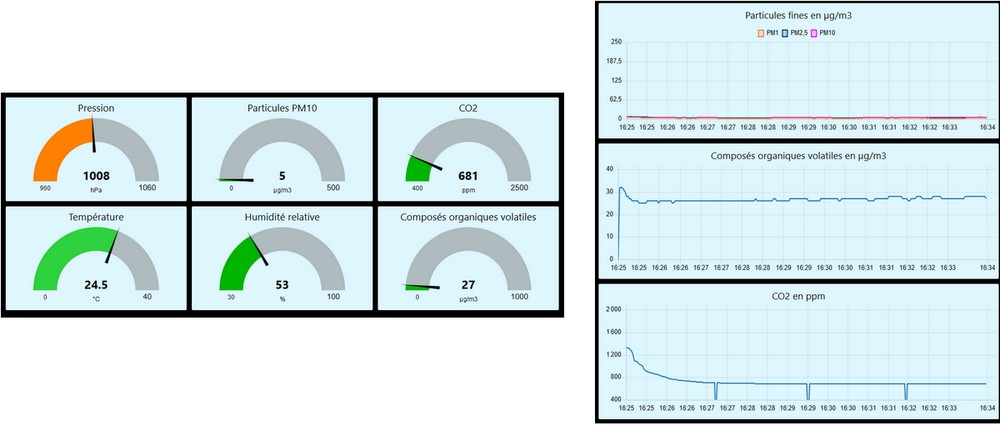 Pression
1008
960
hPa
1060
Particules PM10
5
0
µg/m3
500
CO2
681
400
ppm
2500
Température
24.5
0
°C
40
Humidité relative
53
30
%
100
Composés organiques volatiles
27
0
µg/m3
1000
Particules fines en µg/m3
PM1 PM2,5 PM10
250
187,5
125
62,5
0
16:25 16:25 16:26 16:26 16:27 16:27 16:28 16:28 16:29 16:29 16:30 16:30 16:31 16:31 16:32 16:32 16:33 16:34
Composés organiques volatiles en µg/m3
40
30
20
10
0
16:25 16:25 16:26 16:26 16:27 16:27 16:28 16:28 16:29 16:29 16:30 16:30 16:31 16:31 16:32 16:32 16:33 16:34
CO2 en ppm
2 000
1 600
1 200
800
400
16:25 16:25 16:26 16:26 16:27 16:27 16:28 16:28 16:29 16:29 16:30 16:30 16:31 16:31 16:32 16:32 16:33 16:34